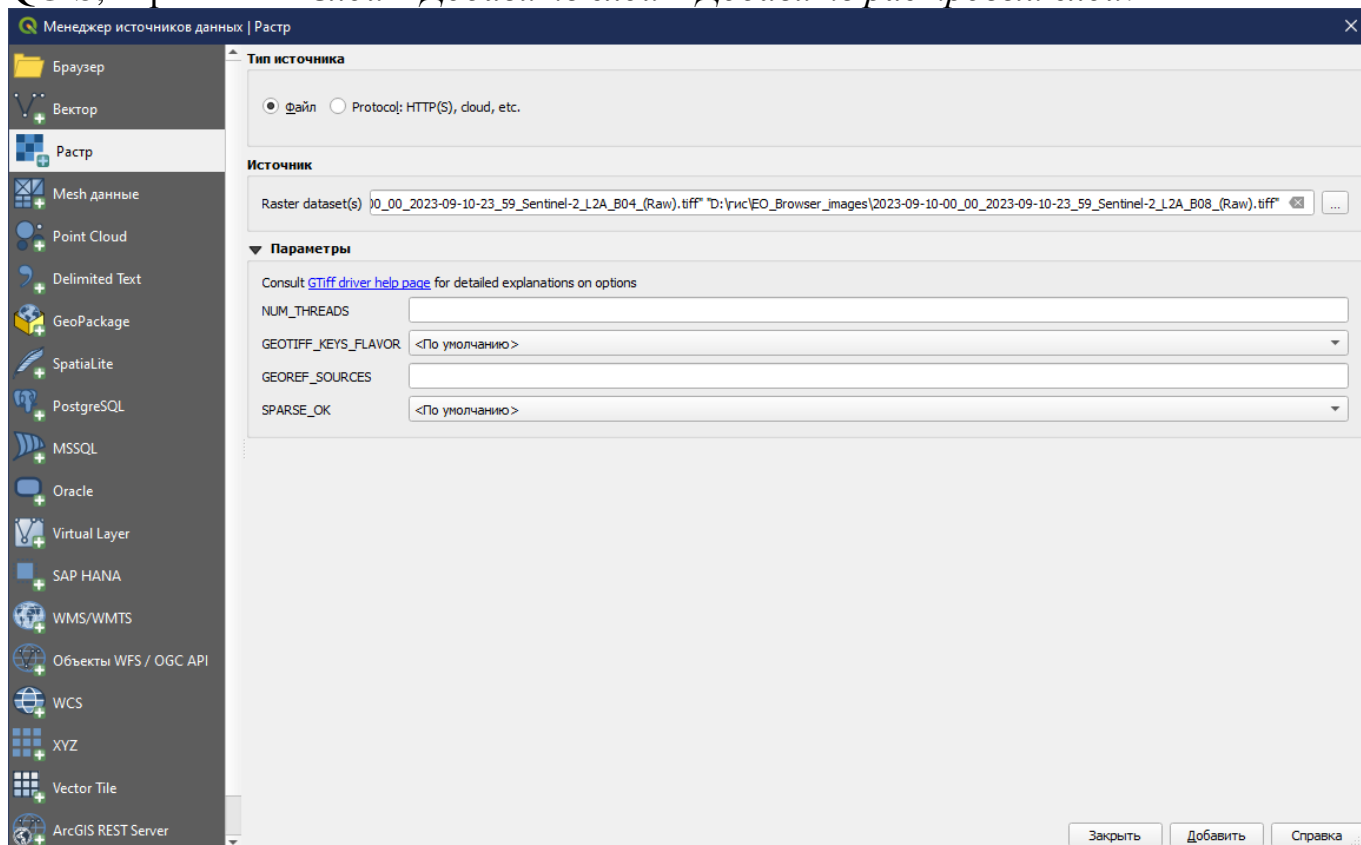 Менеджер источников данных | Растр
Браузер
Вектор
Растр
Mesh данные
Point Cloud
Delimited Text
GeoPackage
SpatiaLite
PostgreSQL
MSSQL
Oracle
Virtual Layer
SAP HANA
WMS/WMTS
Объекты WFS / OGC API
WCS
XYZ
Vector Tile
ArcGIS REST Server
Тип источника
Файл Protocol: HTTP(S), cloud, etc.
Источник
Raster dataset(s) )0_00_2023-09-10-23_59_Sentinel-2_L2A_B04_(Raw).tiff" "D:\гис\EO_Browser_images\2023-09-10-00_00_2023-09-10-23_59_Sentinel-2_L2A_B08_(Raw).tiff" ...
Параметры
Consult GTiff driver help page for detailed explanations on options
NUM_THREADS
GEOTIFF_KEYS_FLAVOR <По умолчанию>
GEOREF_SOURCES
SPARSE_OK <По умолчанию>
Закрыть Добавить Справка